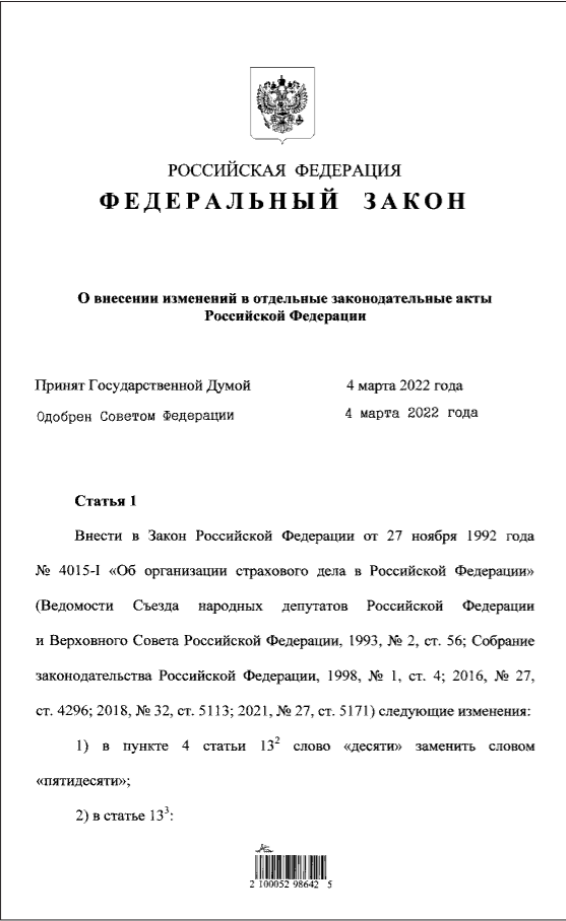 РОССИЙСКАЯ ФЕДЕРАЦИЯ
ФЕДЕРАЛЬНЫЙ ЗАКОН
О внесении изменений в отдельные законодательные акты
Российской Федерации
Принят Государственной Думой 4 марта 2022 года
Одобрен Советом Федерации 4 марта 2022 года
Статья 1
Внести в Закон Российской Федерации от 27 ноября 1992 года
№ 4015-I «Об организации страхового дела в Российской Федерации»
(Ведомости Съезда народных депутатов Российской Федерации
и Верховного Совета Российской Федерации, 1993, № 2, ст. 56; Собрание
законодательства Российской Федерации, 1998, № 1, ст. 4; 2016, № 27,
ст. 4296; 2018, № 32, ст. 5113; 2021, № 27, ст. 5171) следующие изменения:
1) в пункте 4 статьи 13² слово «десяти» заменить словом
«пятидесяти»;
2) в статье 13³:
2 100052 98642 5